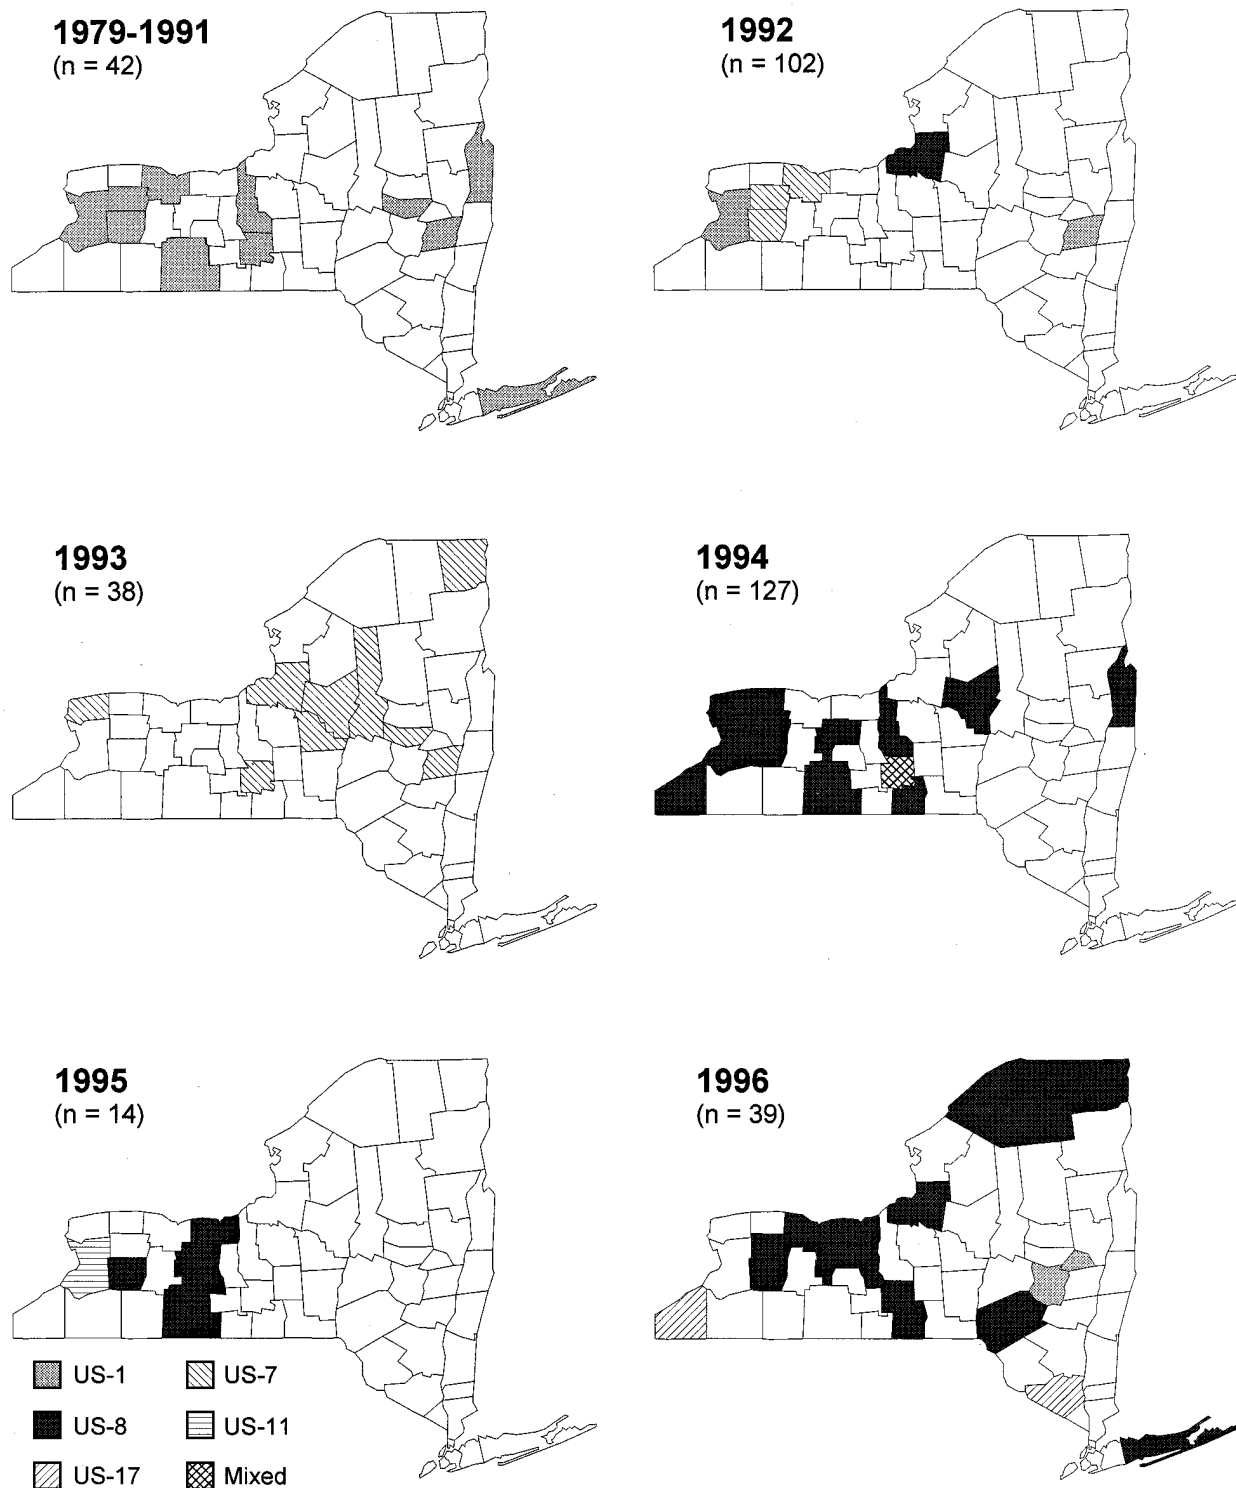 1979-1991
(n = 42)
1992
(n = 102)
1993
(n = 38)
1994
(n = 127)
1995
(n = 14)
1996
(n = 39)
US-1
US-7
US-8
US-11
US-17
Mixed